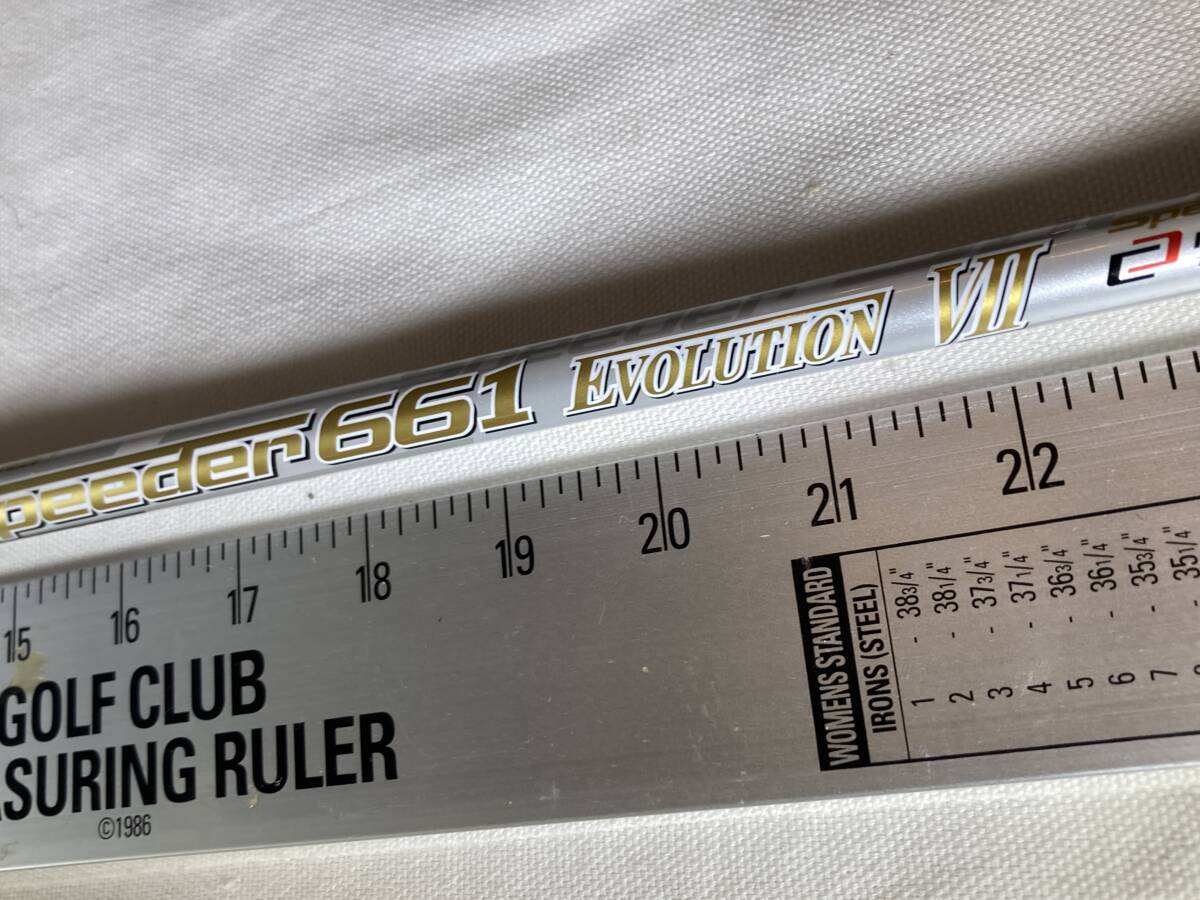 peeder 661 EVOLUTION VII
Spe
15 16 17 18 19 20 21 22
GOLF CLUB
SURING RULER
©1986
WOMENS STANDARD
IRONS (STEEL)
1 - 38 3/4"
2 - 38 1/4"
3 - 37 3/4"
4 - 37 1/4"
5 - 36 3/4"
6 - 36 1/4"
7 - 35 3/4"
35 1/4"